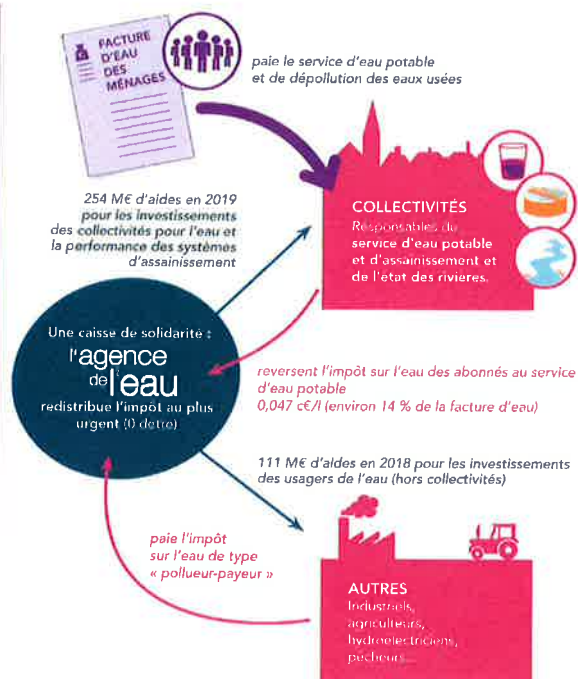 FACTURE
D'EAU
DES
MÉNAGES
paie le service d'eau potable
et de dépollution des eaux usées
254 M€ d'aides en 2019
pour les investissements
des collectivités pour l'eau et
la performance des systèmes
d'assainissement
COLLECTIVITÉS
Responsables du
service d'eau potable
et d'assainissement et
de l'état des rivières.
Une caisse de solidarité :
l'agence
de l'eau
redistribue l'impôt au plus
urgent (0 dette)
reversent l'impôt sur l'eau des abonnés au service
d'eau potable
0,047 c€/l (environ 14 % de la facture d'eau)
111 M€ d'aides en 2018 pour les investissements
des usagers de l'eau (hors collectivités)
paie l'impôt
sur l'eau de type
« pollueur-payeur »
AUTRES
Industriels,
agriculteurs,
hydroelectriciens,
pêcheurs...